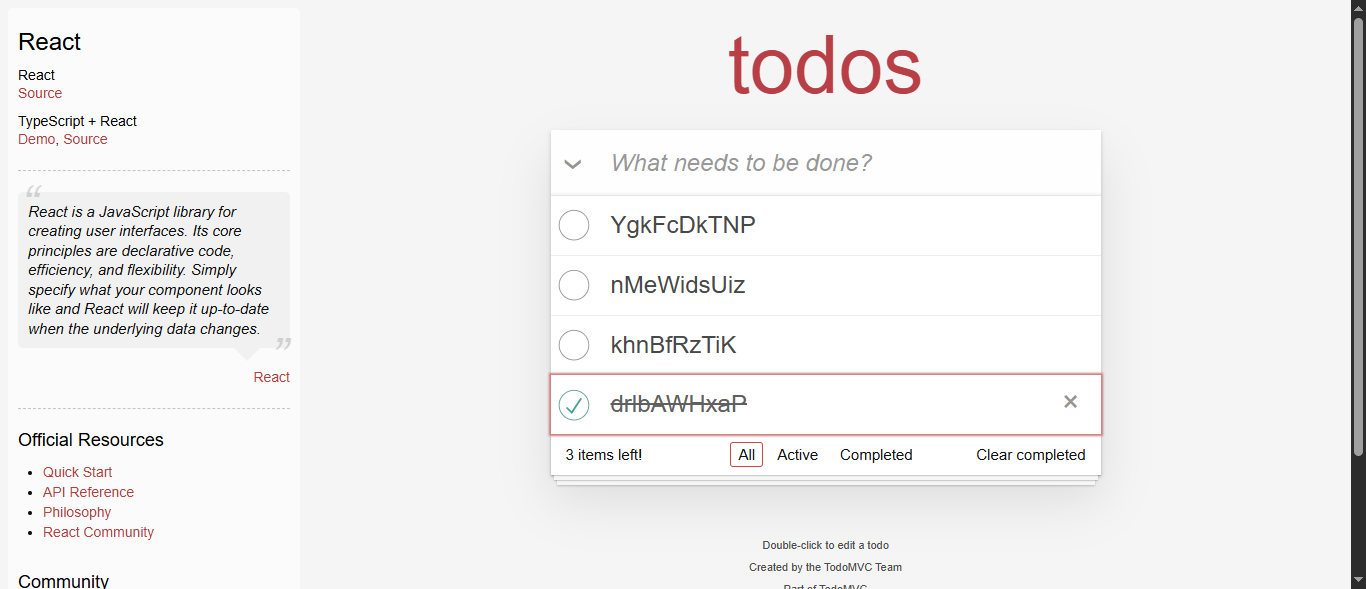 React
React
Source
TypeScript + React
Demo, Source
“
React is a JavaScript library for
creating user interfaces. Its core
principles are declarative code,
efficiency, and flexibility. Simply
specify what your component looks
like and React will keep it up-to-date
when the underlying data changes.
”
React
Official Resources
Quick Start
API Reference
Philosophy
React Community
Community
todos
What needs to be done?
YgkFcDkTNP
nMeWidsUiz
khnBfRzTiK
3 items left!
All Active Completed
Clear completed
Double-click to edit a todo
Created by the TodoMVC Team
Part of TodoMVC